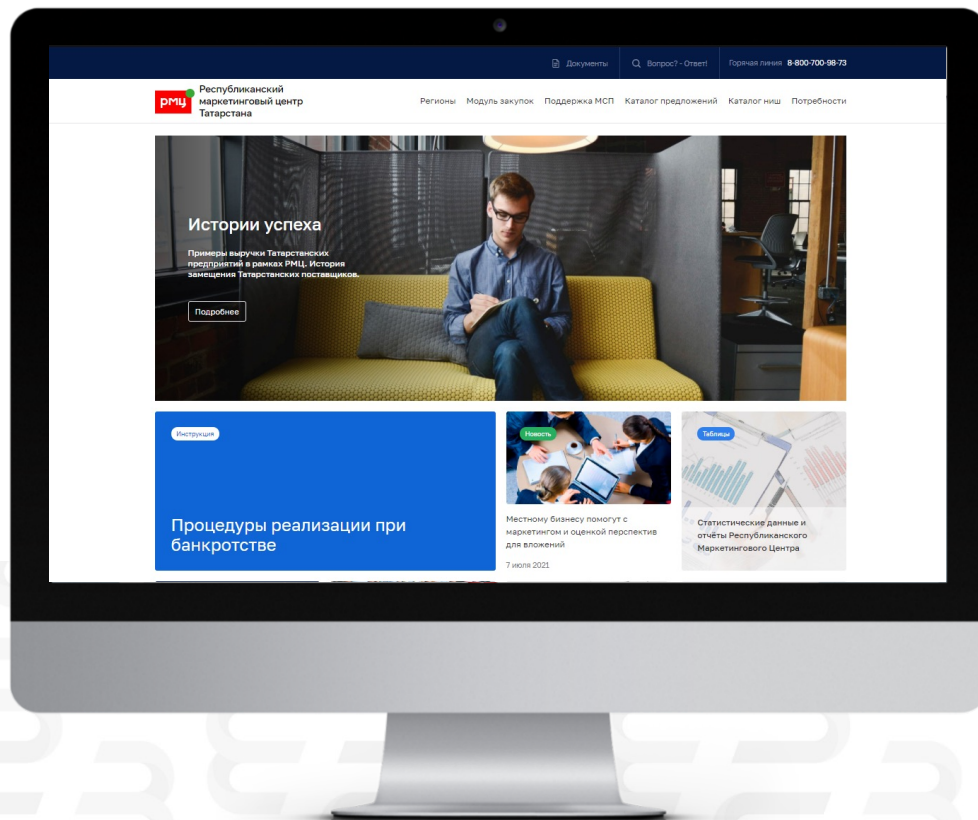 Документы
Вопрос? - Ответ!
Горячая линия 8-800-700-98-73
рмц
Республиканский
маркетинговый центр
Татарстана
Регионы Модуль закупок Поддержка МСП Каталог предложений Каталог ниш Потребности
Истории успеха
Примеры выручки Татарстанских
предприятий в рамках РМЦ. История
замещения Татарстанских поставщиков.
Подробнее
Инструкция
Процедуры реализации при
банкротстве
Новость
Местному бизнесу помогут с
маркетингом и оценкой перспектив
для вложений
7 июля 2021
Таблицы
Статистические данные и
отчёты Республиканского
Маркетингового Центра